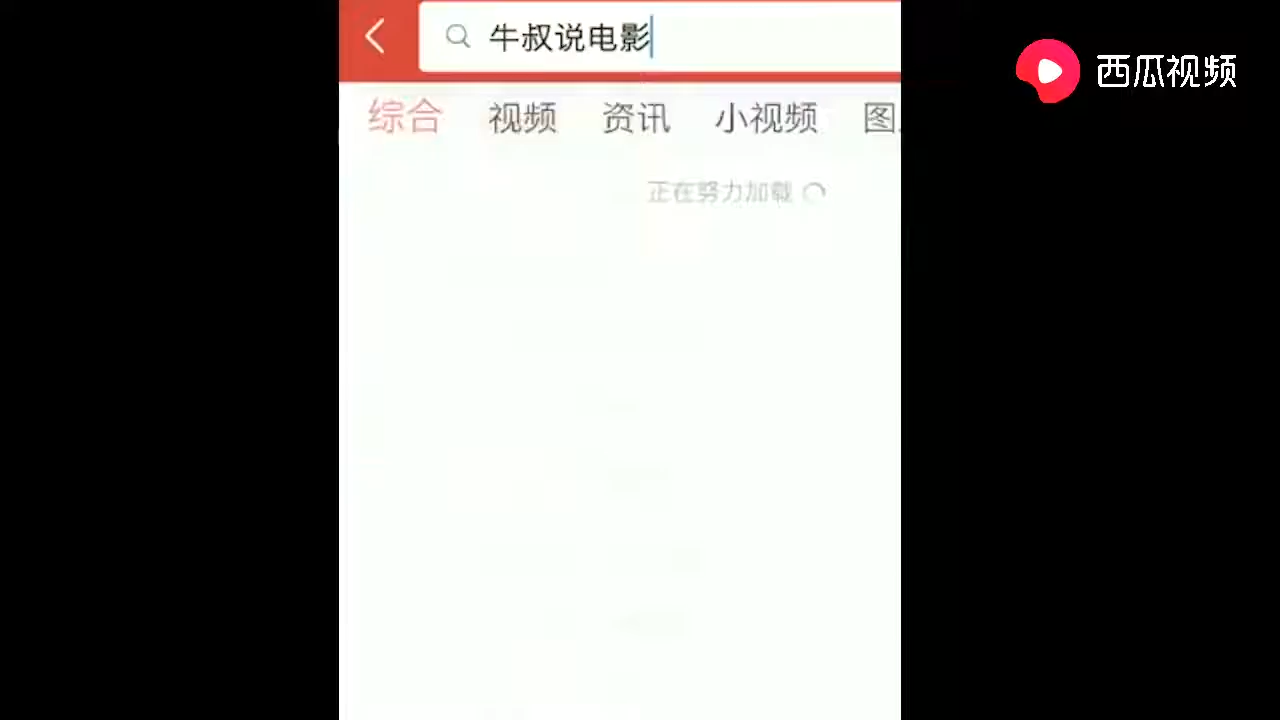 牛叔说电影
西瓜视频
综合 视频 资讯 小视频 图
正在努力加载